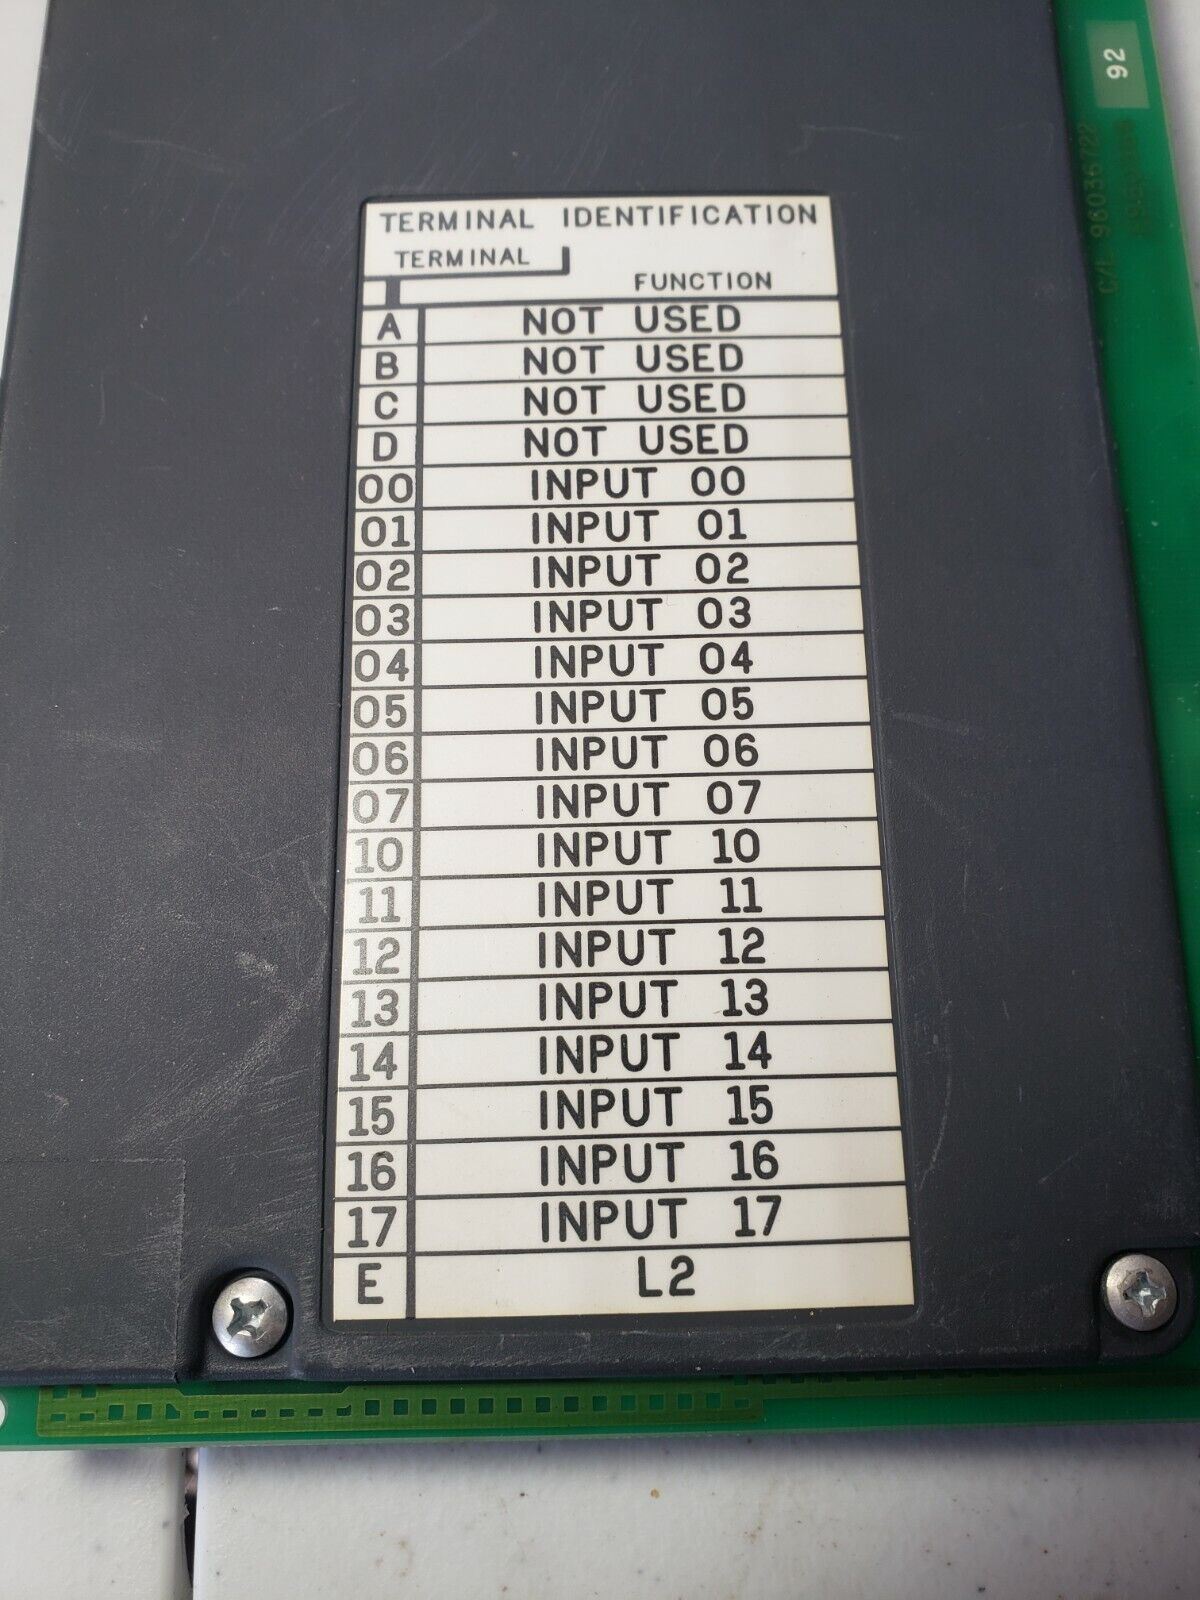 TERMINAL IDENTIFICATION
TERMINAL
FUNCTION
A NOT USED
B NOT USED
C NOT USED
D NOT USED
00 INPUT 00
01 INPUT 01
02 INPUT 02
03 INPUT 03
04 INPUT 04
05 INPUT 05
06 INPUT 06
07 INPUT 07
10 INPUT 10
11 INPUT 11
12 INPUT 12
13 INPUT 13
14 INPUT 14
15 INPUT 15
16 INPUT 16
17 INPUT 17
E L2
92
C/L 96036722